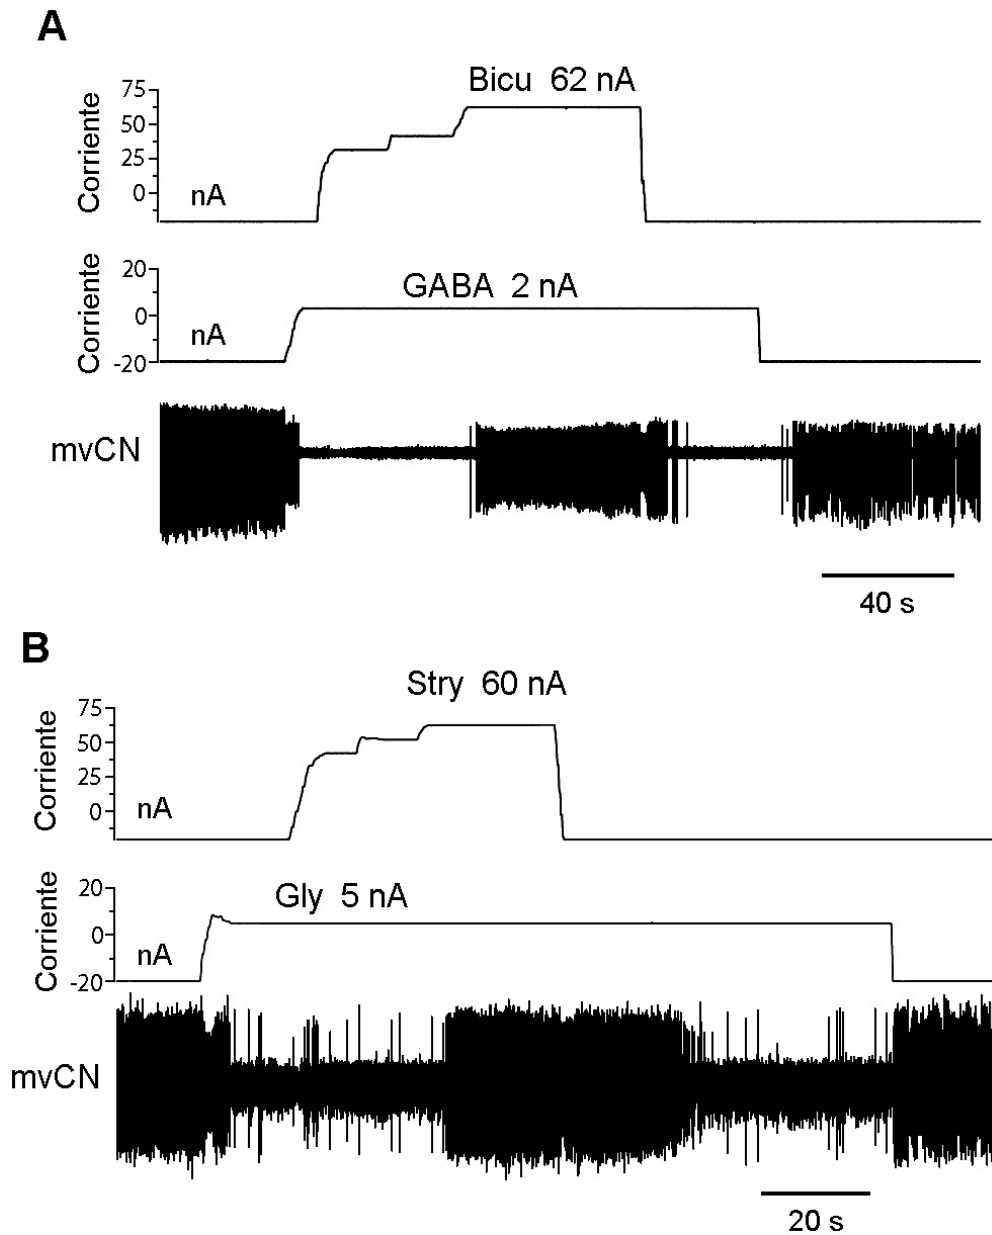 A
Bicu 62 nA
Corriente
75
50
25
0
nA
GABA 2 nA
Corriente
20
0
-20
nA
mvCN
40 s
B
Stry 60 nA
Corriente
75
50
25
0
nA
Gly 5 nA
Corriente
20
0
-20
nA
mvCN
20 s